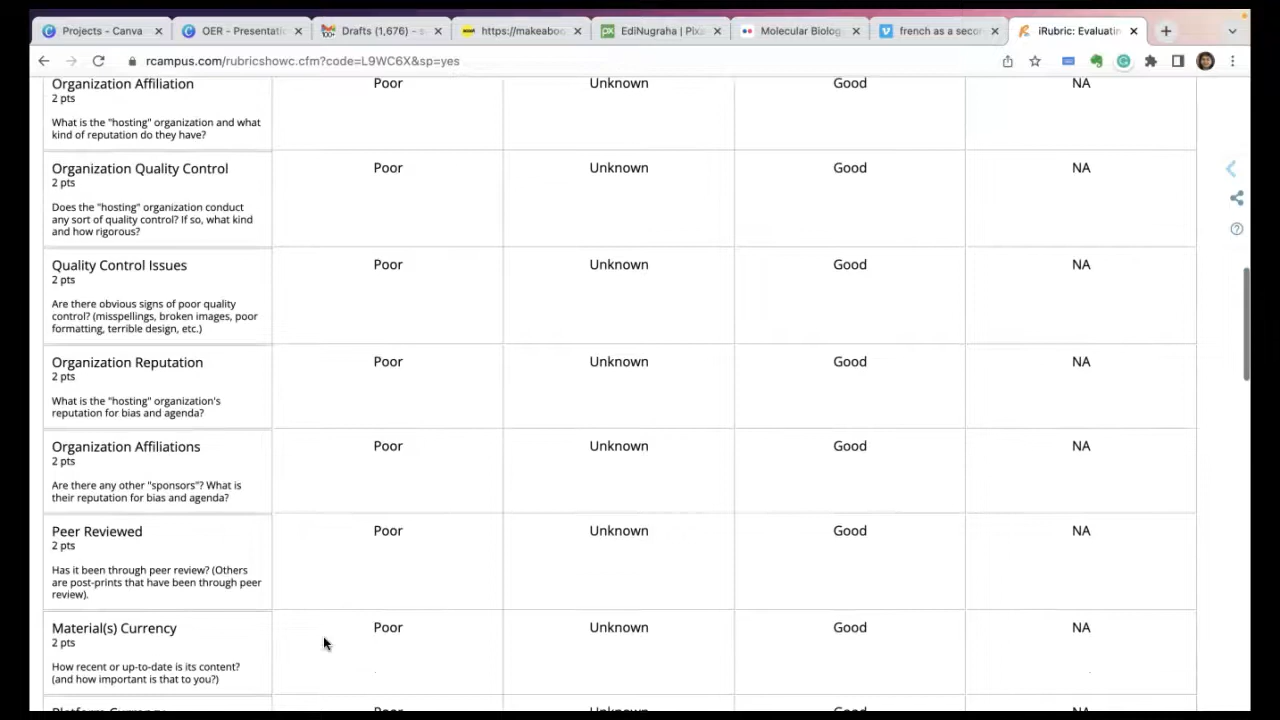 Projects - Canva
OER - Presentati
Drafts (1,676) - s
https://makeaboo
EdiNugraha | Pix
Molecular Biolog
french as a secon
iRubric: Evaluatin
rcampus.com/rubricshowc.cfm?code=L9WC6X&sp=yes
Organization Affiliation Poor Unknown Good NA
2 pts
What is the "hosting" organization and what
kind of reputation do they have?
Organization Quality Control Poor Unknown Good NA
2 pts
Does the "hosting" organization conduct
any sort of quality control? If so, what kind
and how rigorous?
Quality Control Issues Poor Unknown Good NA
2 pts
Are there obvious signs of poor quality
control? (misspellings, broken images, poor
formatting, terrible design, etc.)
Organization Reputation Poor Unknown Good NA
2 pts
What is the "hosting" organization's
reputation for bias and agenda?
Organization Affiliations Poor Unknown Good NA
2 pts
Are there any other "sponsors"? What is
their reputation for bias and agenda?
Peer Reviewed Poor Unknown Good NA
2 pts
Has it been through peer review? (Others
are post-prints that have been through peer
review).
Material(s) Currency Poor Unknown Good NA
2 pts
How recent or up-to-date is its content?
(and how important is that to you?)